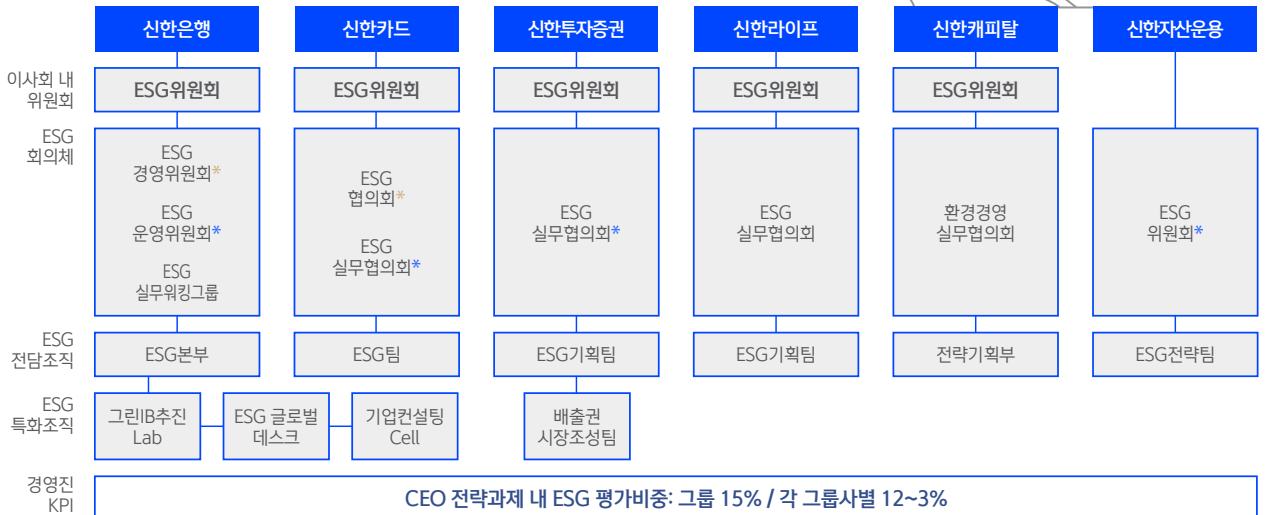 신한은행 신한카드 신한투자증권 신한라이프 신한캐피탈 신한자산운용
이사회 내
위원회
ESG위원회 ESG위원회 ESG위원회 ESG위원회 ESG위원회
ESG
회의체
ESG
경영위원회*
ESG
운영위원회*
ESG
실무워킹그룹
ESG
협의회*
ESG
실무협의회*
ESG
실무협의회*
ESG
실무협의회
환경경영
실무협의회
ESG
위원회*
ESG
전담조직
ESG본부 ESG팀 ESG기획팀 ESG기획팀 전략기획부 ESG전략팀
ESG
특화조직
그린IB추진
Lab
ESG 글로벌
데스크
기업컨설팅
Cell
배출권
시장조성팀
경영진
KPI
CEO 전략과제 내 ESG 평가비중: 그룹 15% / 각 그룹사별 12~3%